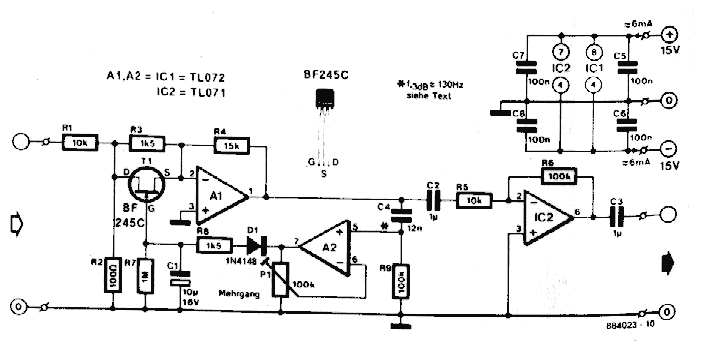 ≈6mA
+
15V
C7
100n
7
IC2
4
8
IC1
4
C5
100n
0
C8
100n
C6
100n
≈6mA
−
15V
A1,A2 = IC1 = TL072
IC2 = TL071
BF245C
G D
S
* f-3dB ≈ 130Hz
siehe Text
R1
10k
R3
1k5
R4
15k
T1
D S
G
BF
245C
2
−
A1
3
+
1
R2
100Ω
R7
1M
C1
10µ
16V
R8
1k5
D1
1N4148
P1
100k
Mehrgang
7
A2
5
+
6
−
C4
12n
*
R9
100k
C2
1µ
R5
10k
R6
100k
2
−
IC2
3
+
6
C3
1µ
0
0
884023 - 10